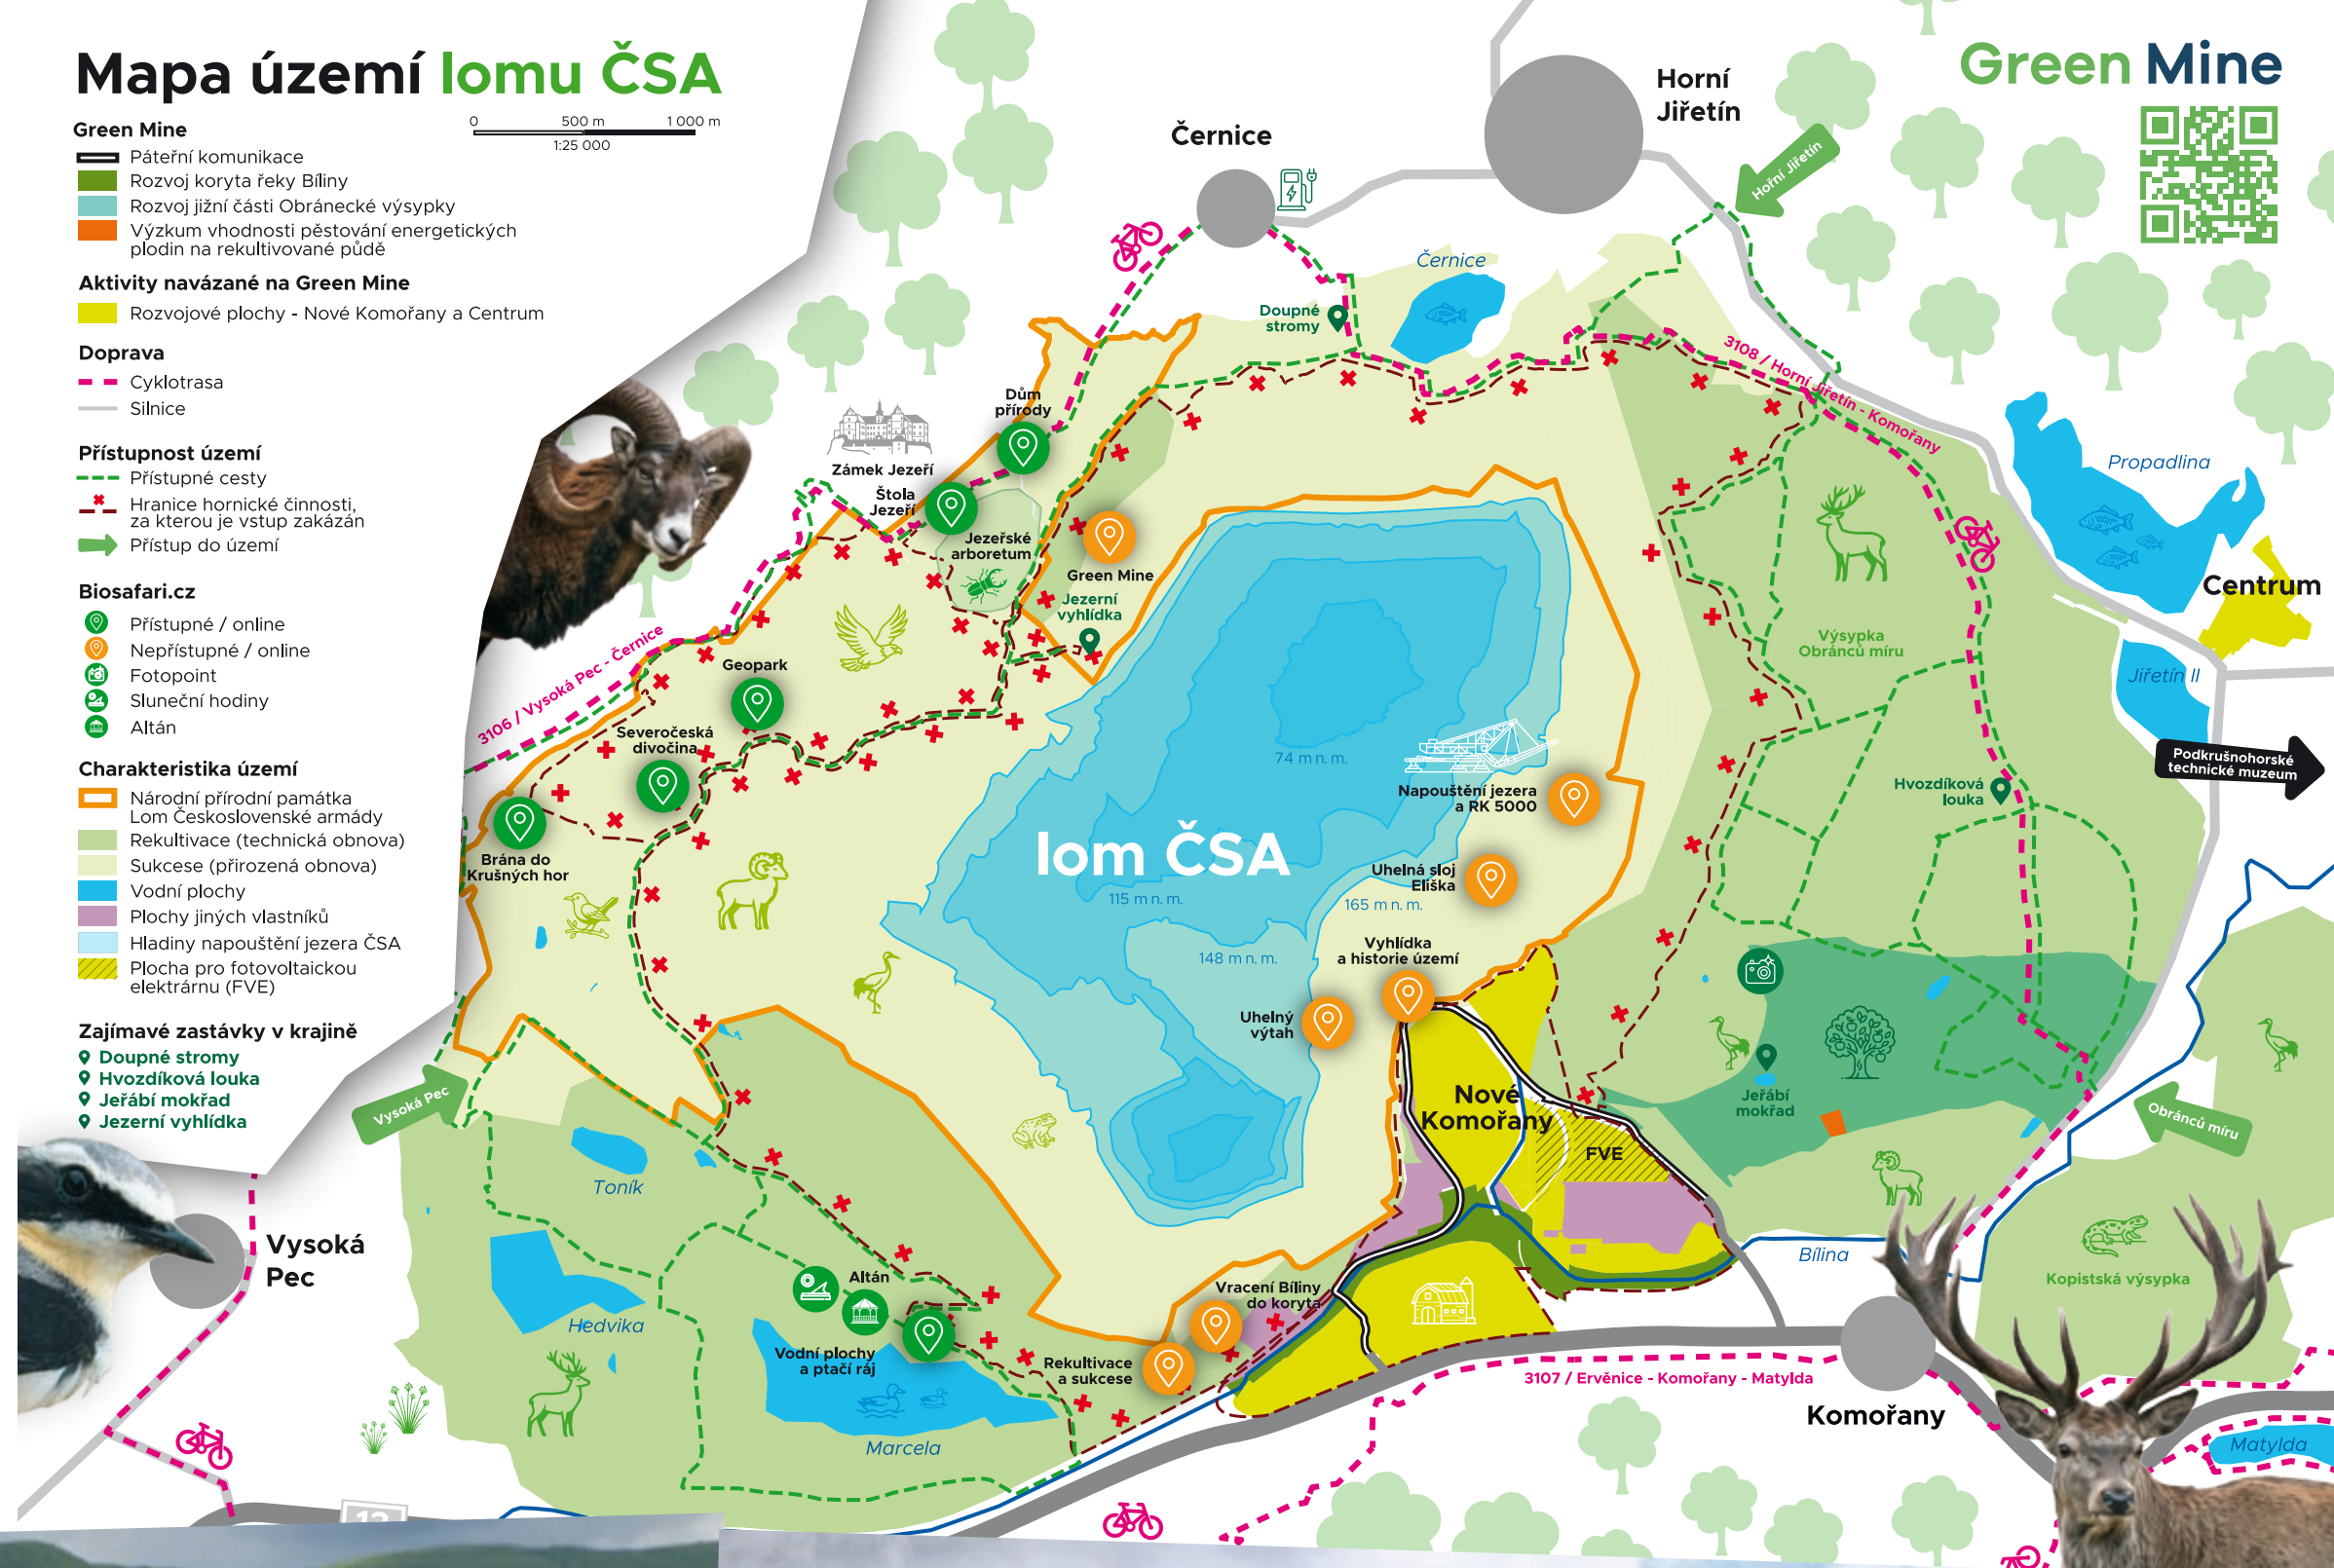 Mapa území lomu ČSA
Green Mine
0 500 m 1 000 m
1:25 000
Páteřní komunikace
Rozvoj koryta řeky Bíliny
Rozvoj jižní části Obránecké výsypky
Výzkum vhodnosti pěstování energetických
plodin na rekultivované půdě
Aktivity navázané na Green Mine
Rozvojové plochy - Nové Komořany a Centrum
Doprava
Cyklotrasa
Silnice
Přístupnost území
Přístupné cesty
Hranice hornické činnosti,
za kterou je vstup zakázán
Přístup do území
Biosafari.cz
Přístupné / online
Nepřístupné / online
Fotopoint
Sluneční hodiny
Altán
Charakteristika území
Národní přírodní památka
Lom Československé armády
Rekultivace (technická obnova)
Sukcese (přirozená obnova)
Vodní plochy
Plochy jiných vlastníků
Hladiny napouštění jezera ČSA
Plocha pro fotovoltaickou
elektrárnu (FVE)
Zajímavé zastávky v krajině
Doupné stromy
Hvozdíková louka
Jeřábí mokřad
Jezerní vyhlídka
Green Mine
Horní
Jiřetín
Černice
Horní Jiřetín
Černice
Doupné
stromy
3108 / Horní Jiřetín - Komořany
Dům
přírody
Zámek Jezeří
Štola
Jezeří
Jezeřské
arboretum
Green Mine
Jezerní
vyhlídka
Propadlina
Centrum
Jiřetín II
Podkrušnohorské
technické muzeum
Výsypka
Obránců míru
3106 / Vysoká Pec - Černice
Geopark
Severočeská
divočina
Brána do
Krušných hor
74 m n. m.
Napouštění jezera
a RK 5000
Hvozdíková
louka
lom ČSA
Uhelná sloj
Eliška
115 m n. m.
165 m n. m.
Vyhlídka
a historie území
148 m n. m.
Uhelný
výtah
Nové
Komořany
FVE
Jeřábí
mokřad
Obránců míru
Vysoká Pec
Toník
Vysoká
Pec
Hedvika
Altán
Vodní plochy
a ptačí ráj
Marcela
Vracení Bíliny
do koryta
Rekultivace
a sukcese
Bílina
Kopistská výsypka
3107 / Ervěnice - Komořany - Matylda
Komořany
Matylda
13